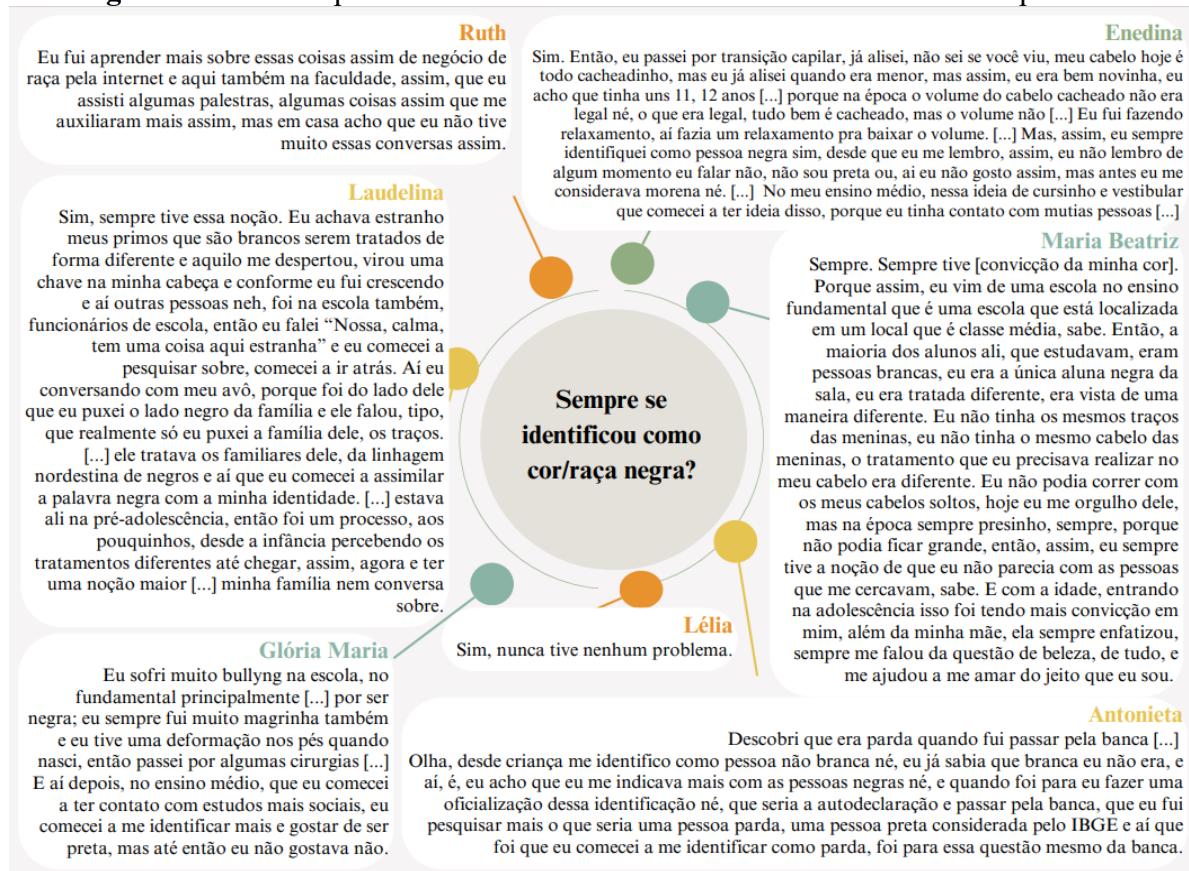 Ruth
Eu fui aprender mais sobre essas coisas assim de negócio de
raça pela internet e aqui também na faculdade, assim, que eu
assisti algumas palestras, algumas coisas assim que me
auxiliaram mais assim, mas em casa acho que eu não tive
muito essas conversas assim.
Enedina
Sim. Então, eu passei por transição capilar, já alisei, não sei se você viu, meu cabelo hoje é
todo cacheadinho, mas eu já alisei quando era menor, mas assim, eu era bem novinha, eu
acho que tinha uns 11, 12 anos [...] porque na época o volume do cabelo cacheado não era
legal né, o que era legal, tudo bem é cacheado, mas o volume não [...] Eu fui fazendo
relaxamento, aí fazia um relaxamento pra baixar o volume. [...] Mas, assim, eu sempre
identifiquei como pessoa negra sim, desde que eu me lembro, assim, eu não lembro de
algum momento eu falar não, não sou preta ou, ai eu não gosto assim, mas antes eu me
considerava morena né. [...] No meu ensino médio, nessa ideia de cursinho e vestibular
que comecei a ter ideia disso, porque eu tinha contato com mutias pessoas [...]
Laudelina
Sim, sempre tive essa noção. Eu achava estranho
meus primos que são brancos serem tratados de
forma diferente e aquilo me despertou, virou uma
chave na minha cabeça e conforme eu fui crescendo
e aí outras pessoas neh, foi na escola também,
funcionários de escola, então eu falei “Nossa, calma,
tem uma coisa aqui estranha” e eu comecei a
pesquisar sobre, comecei a ir atrás. Aí eu
conversando com meu avô, porque foi do lado dele
que eu puxei o lado negro da família e ele falou, tipo,
que realmente só eu puxei a família dele, os traços.
[...] ele tratava os familiares dele, da linhagem
nordestina de negros e aí que eu comecei a assimilar
a palavra negra com a minha identidade. [...] estava
ali na pré-adolescência, então foi um processo, aos
pouquinhos, desde a infância percebendo os
tratamentos diferentes até chegar, assim, agora e ter
uma noção maior [...] minha família nem conversa
sobre.
Maria Beatriz
Sempre. Sempre tive [convicção da minha cor].
Porque assim, eu vim de uma escola no ensino
fundamental que é uma escola que está localizada
em um local que é classe média, sabe. Então, a
maioria dos alunos ali, que estudavam, eram
pessoas brancas, eu era a única aluna negra da
sala, eu era tratada diferente, era vista de uma
maneira diferente. Eu não tinha os mesmos traços
das meninas, eu não tinha o mesmo cabelo das
meninas, o tratamento que eu precisava realizar no
meu cabelo era diferente. Eu não podia correr com
os meus cabelos soltos, hoje eu me orgulho dele,
mas na época sempre presinho, sempre, porque
não podia ficar grande, então, assim, eu sempre
tive a noção de que eu não parecia com as pessoas
que me cercavam, sabe. E com a idade, entrando
na adolescência isso foi tendo mais convicção em
mim, além da minha mãe, ela sempre enfatizou,
sempre me falou da questão de beleza, de tudo, e
me ajudou a me amar do jeito que eu sou.
Sempre se
identificou como
cor/raça negra?
Lélia
Sim, nunca tive nenhum problema.
Glória Maria
Eu sofri muito bullyng na escola, no
fundamental principalmente [...] por ser
negra; eu sempre fui muito magrinha também
e eu tive uma deformação nos pés quando
nasci, então passei por algumas cirurgias [...]
E aí depois, no ensino médio, que eu comecei
a ter contato com estudos mais sociais, eu
comecei a me identificar mais e gostar de ser
preta, mas até então eu não gostava não.
Antonieta
Descobri que era parda quando fui passar pela banca [...]
Olha, desde criança me identifico como pessoa não branca né, eu já sabia que branca eu não era, e
aí, é, eu acho que eu me indicava mais com as pessoas negras né, e quando foi para eu fazer uma
oficialização dessa identificação né, que seria a autodeclaração e passar pela banca, que eu fui
pesquisar mais o que seria uma pessoa parda, uma pessoa preta considerada pelo IBGE e aí que
foi que eu comecei a me identificar como parda, foi para essa questão mesmo da banca.